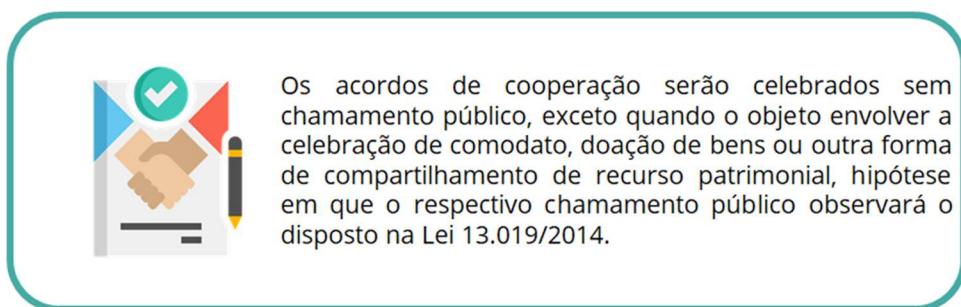 Os acordos de cooperação serão celebrados sem
chamamento público, exceto quando o objeto envolver a
celebração de comodato, doação de bens ou outra forma
de compartilhamento de recurso patrimonial, hipótese
em que o respectivo chamamento público observará o
disposto na Lei 13.019/2014.